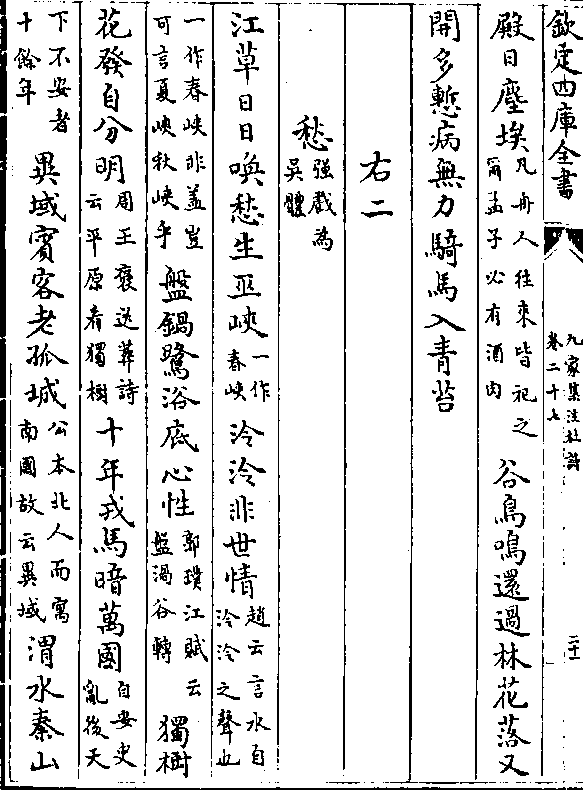 欽定四庫全書
九家集注杜詩
卷二十七
二十一
殿日塵埃凡舟人往來皆祀之甯孟子必有酒肉谷鳥鳴還過林花落又
開多慙病無力騎馬入青苔
右二
愁強戲為吳體
江草日日喚愁生巫峽一作春峽泠泠非世情趙云言水自泠泠之聲也
一作春峽非盖豈可言夏峽秋峽乎盤鍋鷺浴底心性郭璞江賦云盤渦谷轉獨樹
花發自分明周王褒送葬詩云平原看獨樹十年戎馬暗萬國自安史亂後天
下不安者十餘年異域賓客老孤城公本北人而寓南國故云異域渭水秦山